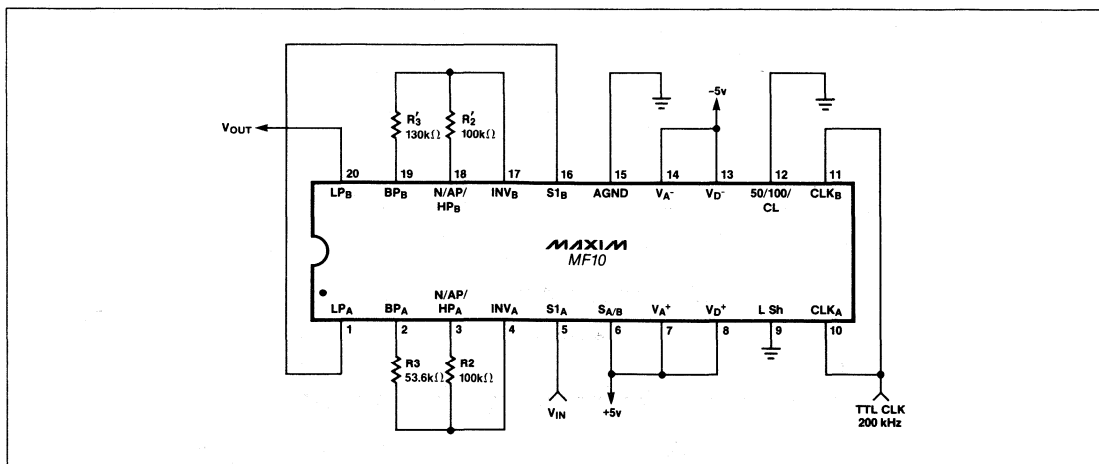 -5v
R′3
130kΩ
R′2
100kΩ
VOUT
20 19 18 17 16 15 14 13 12 11
LPB BPB N/AP/HPB INVB S1B AGND VA- VD- 50/100/CL CLKB
MAXIM
MF10
LPA BPA N/AP/HPA INVA S1A SA/B VA+ VD+ L Sh CLKA
1 2 3 4 5 6 7 8 9 10
R3
53.6kΩ
R2
100kΩ
VIN
+5v
TTL CLK
200 kHz